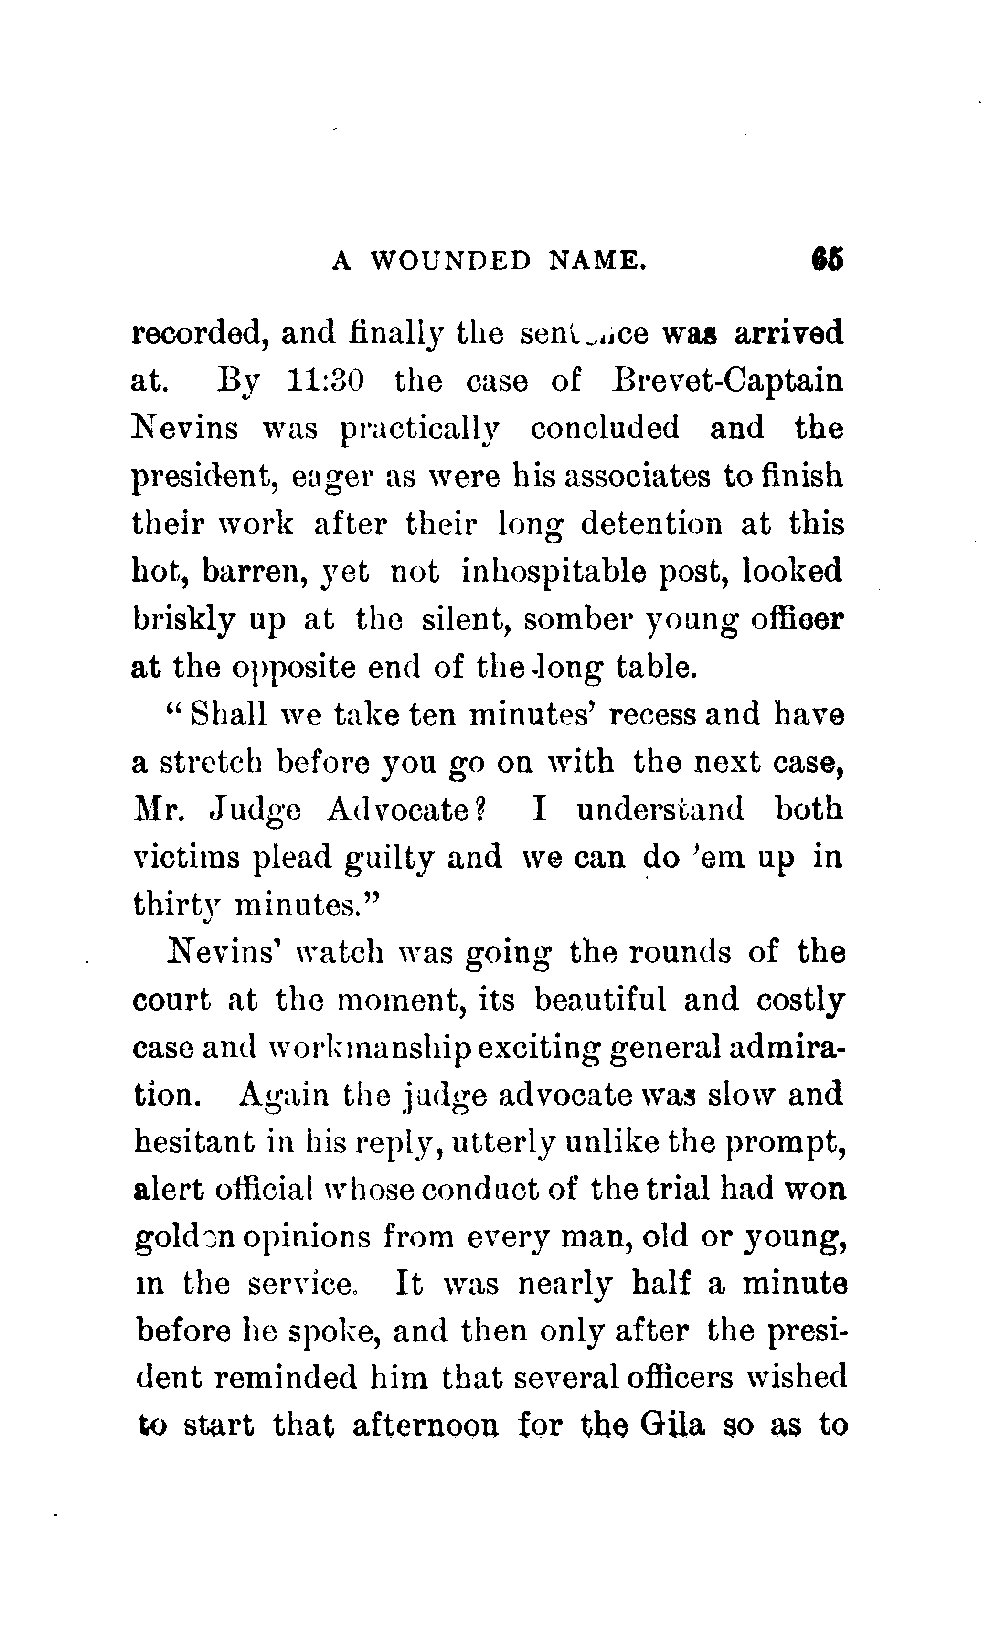 A WOUNDED NAME. 65
recorded, and finally the sentence was arrived
at. By 11:30 the case of Brevet-Captain
Nevins was practically concluded and the
president, eager as were his associates to finish
their work after their long detention at this
hot, barren, yet not inhospitable post, looked
briskly up at the silent, somber young officer
at the opposite end of the long table.
“Shall we take ten minutes’ recess and have
a stretch before you go on with the next case,
Mr. Judge Advocate? I understand both
victims plead guilty and we can do ’em up in
thirty minutes.”
Nevins’ watch was going the rounds of the
court at the moment, its beautiful and costly
case and workmanship exciting general admira-
tion. Again the judge advocate was slow and
hesitant in his reply, utterly unlike the prompt,
alert official whose conduct of the trial had won
golden opinions from every man, old or young,
in the service. It was nearly half a minute
before he spoke, and then only after the presi-
dent reminded him that several officers wished
to start that afternoon for the Gila so as to